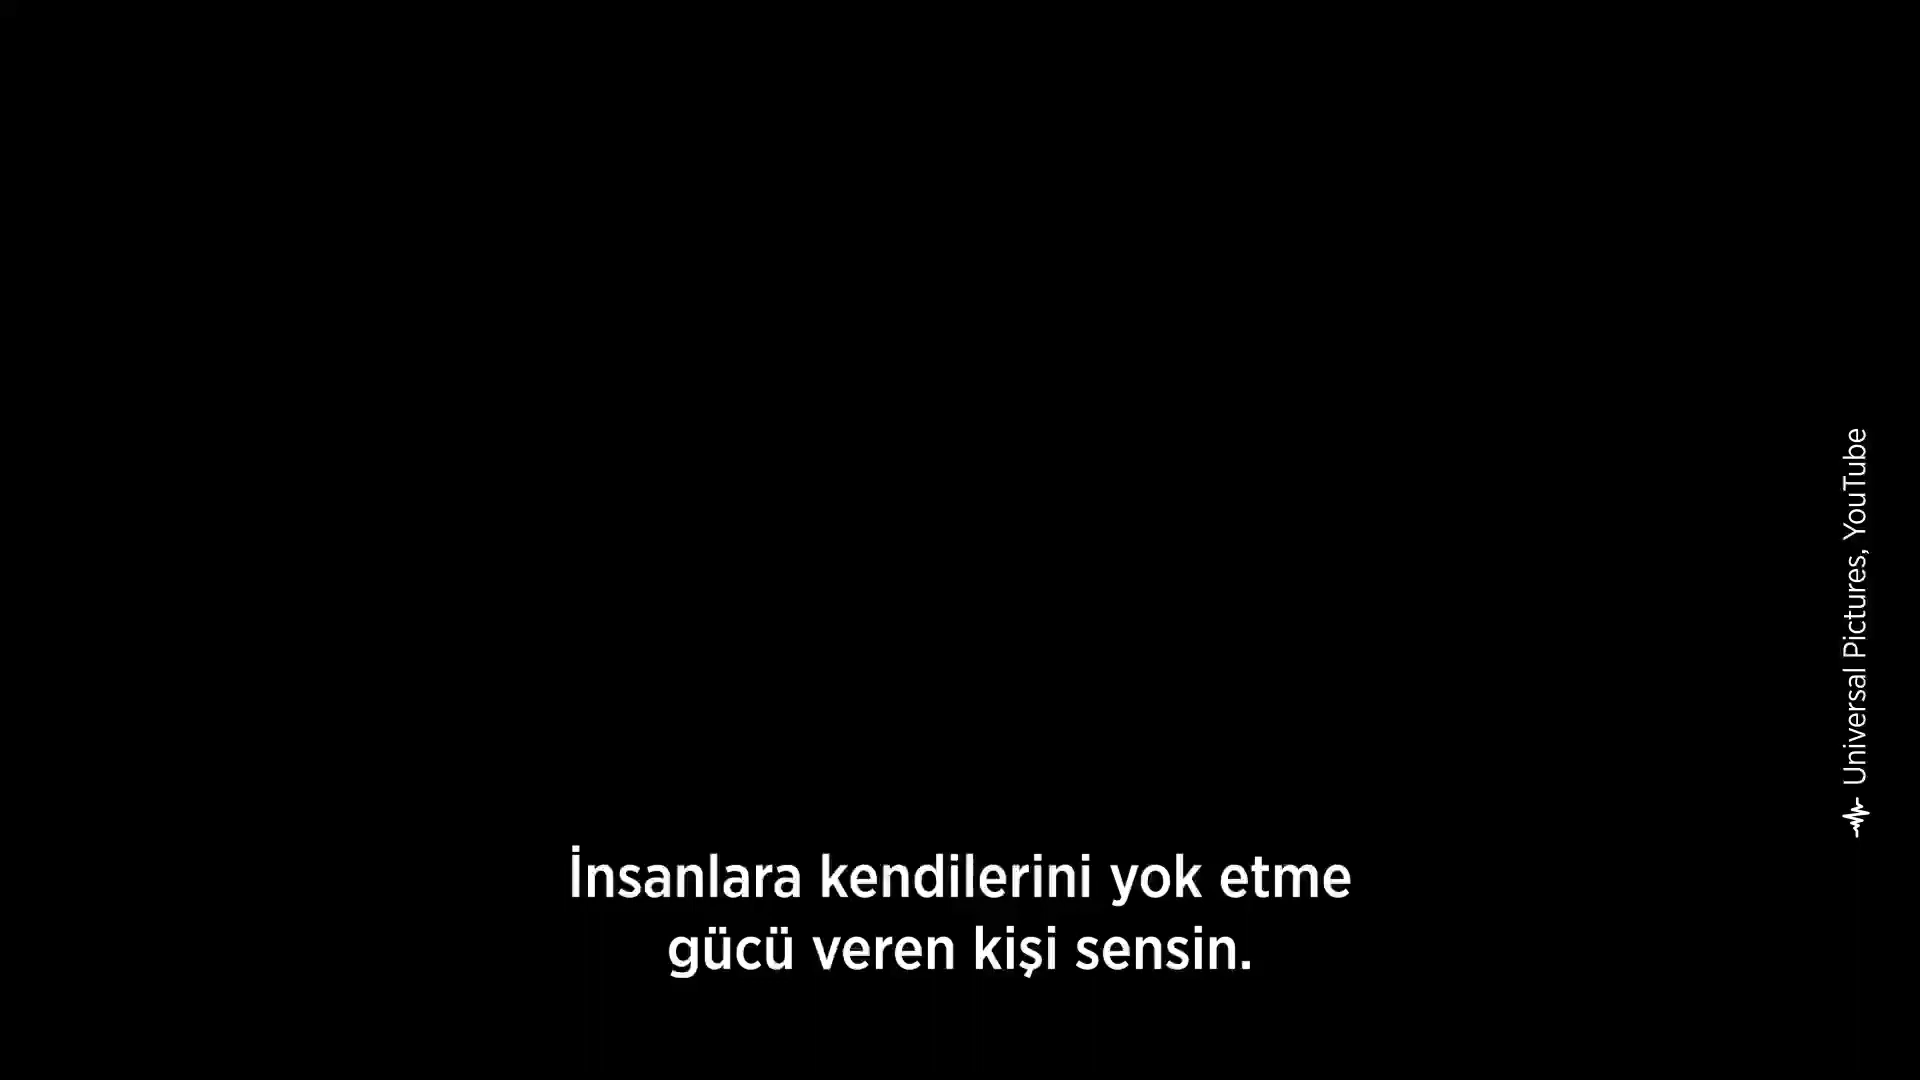 Universal Pictures, YouTube
İnsanlara kendilerini yok etme
gücü veren kişi sensin.